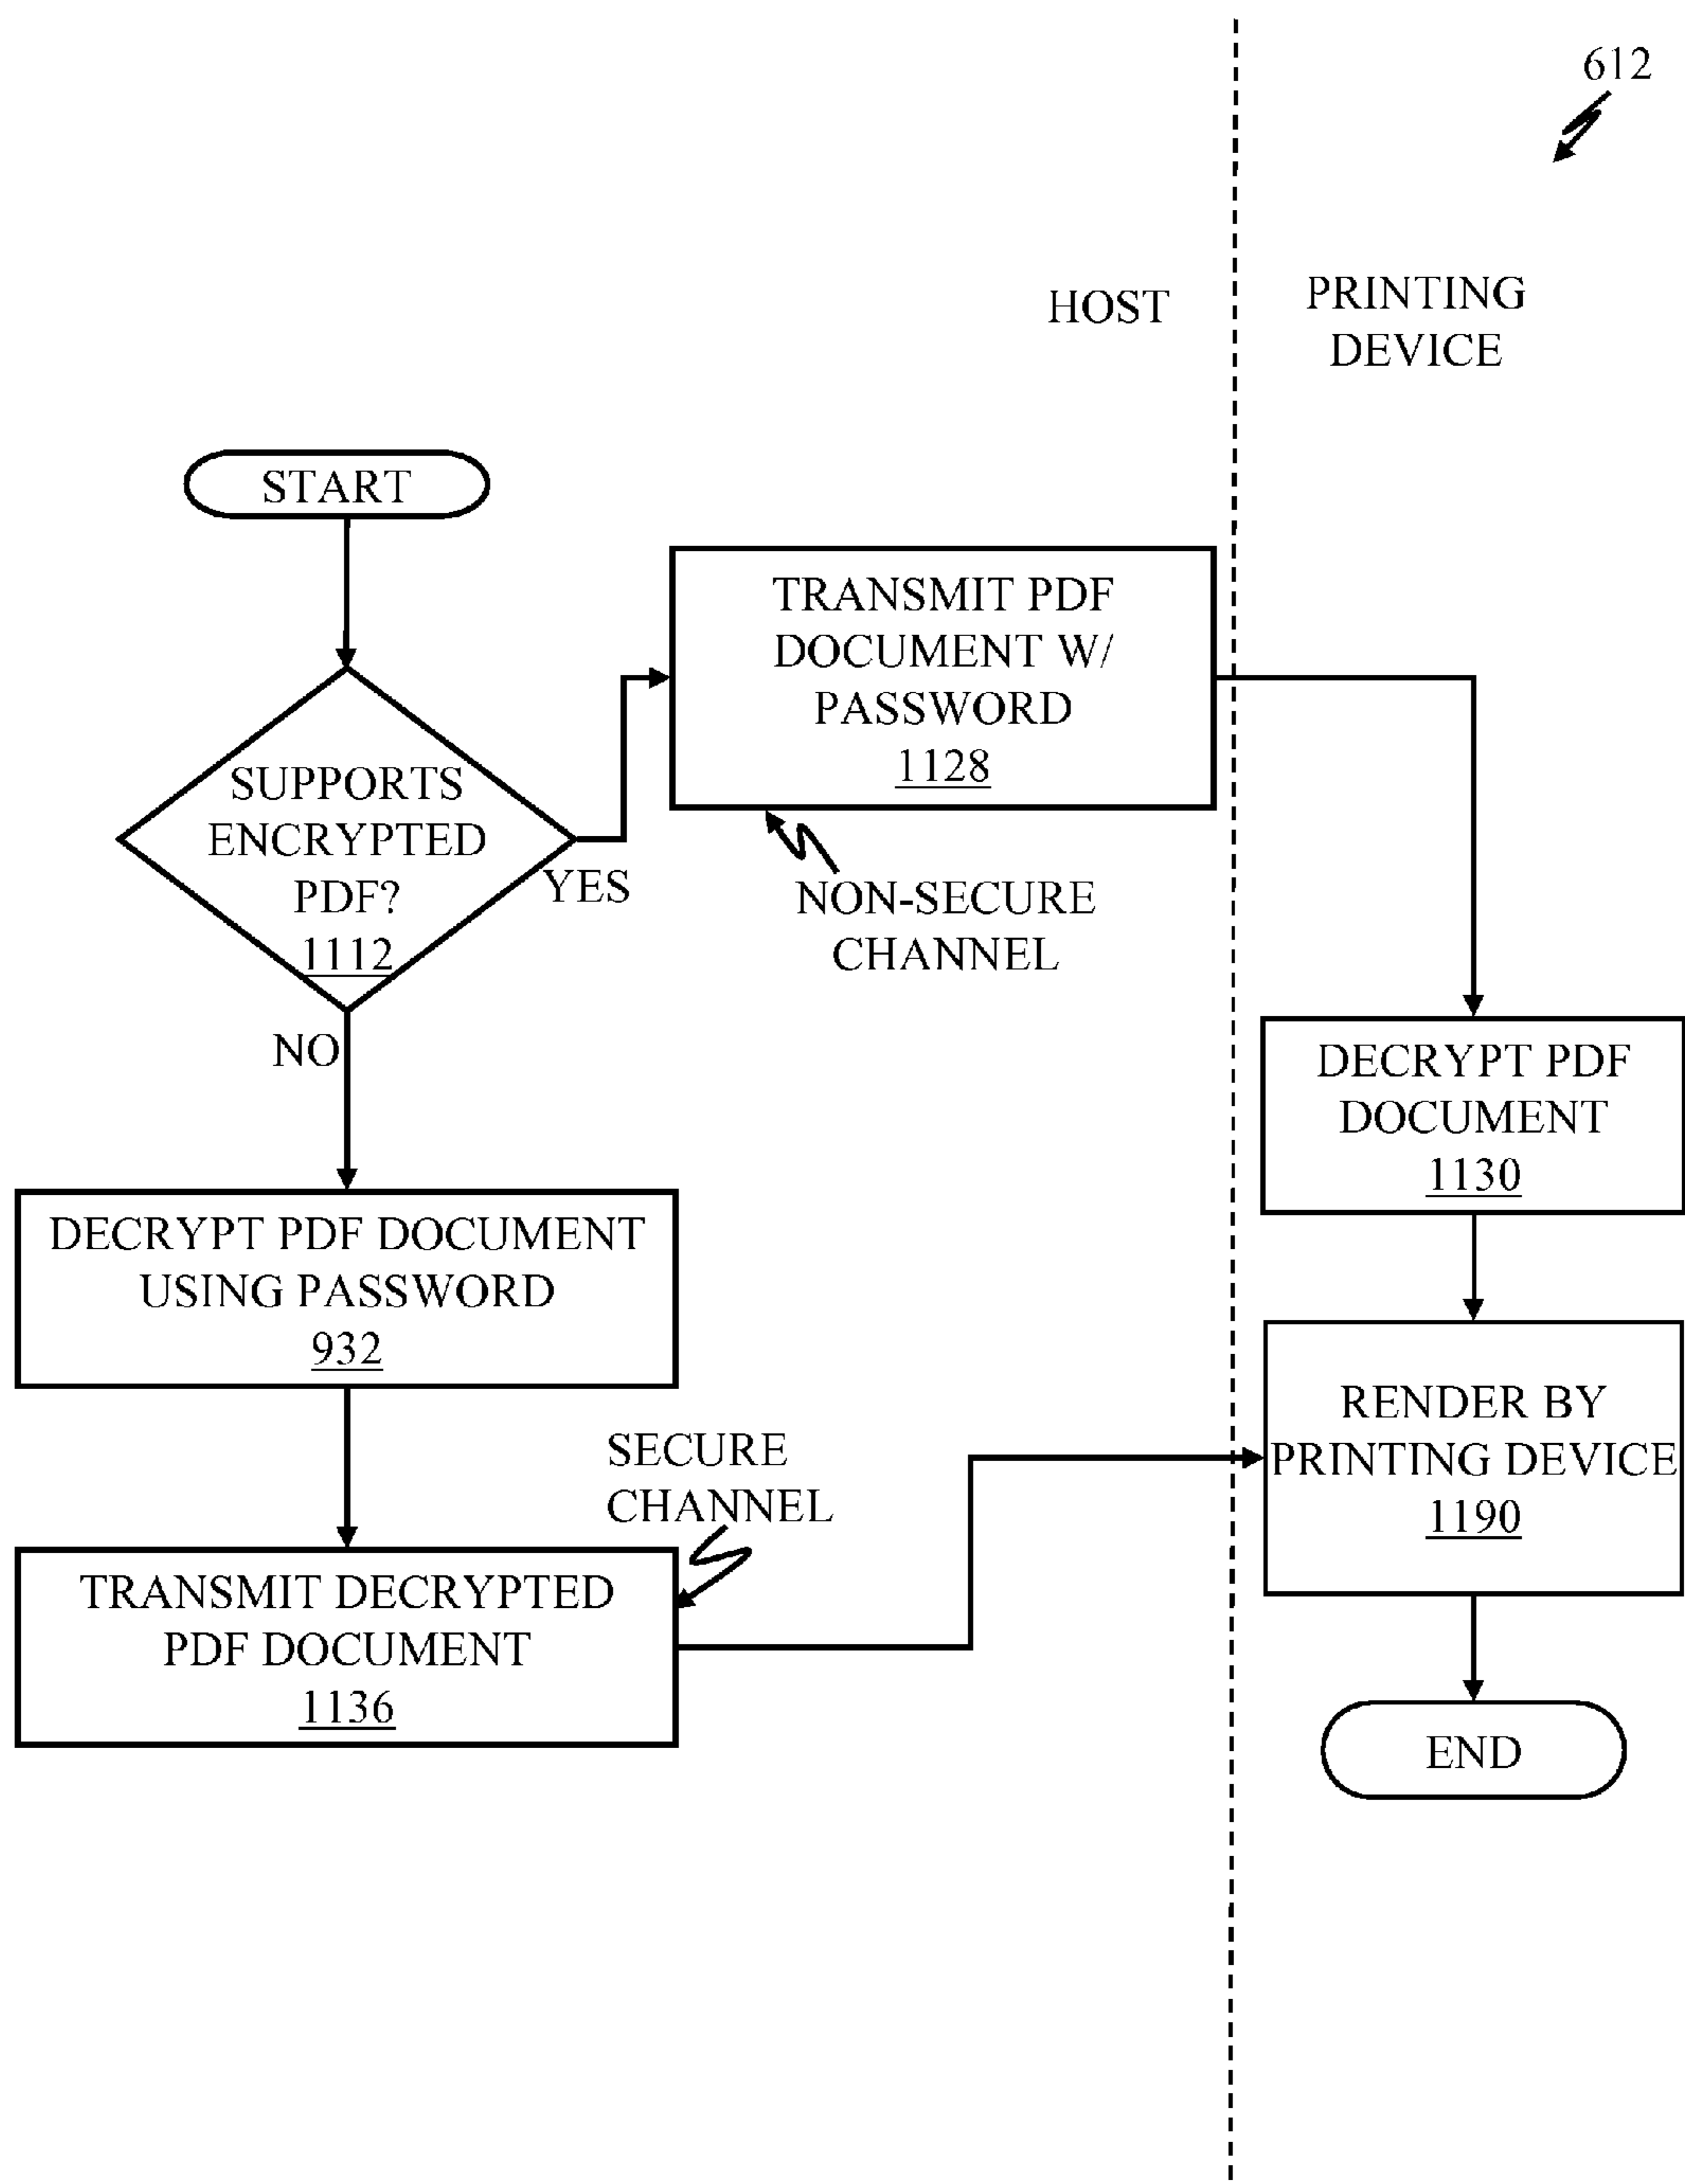 612
HOST
PRINTING
DEVICE
START
TRANSMIT PDF
DOCUMENT W/
PASSWORD
1128
SUPPORTS
ENCRYPTED
PDF?
1112
YES
NON-SECURE
CHANNEL
NO
DECRYPT PDF
DOCUMENT
1130
DECRYPT PDF DOCUMENT
USING PASSWORD
932
RENDER BY
PRINTING DEVICE
1190
SECURE
CHANNEL
TRANSMIT DECRYPTED
PDF DOCUMENT
1136
END